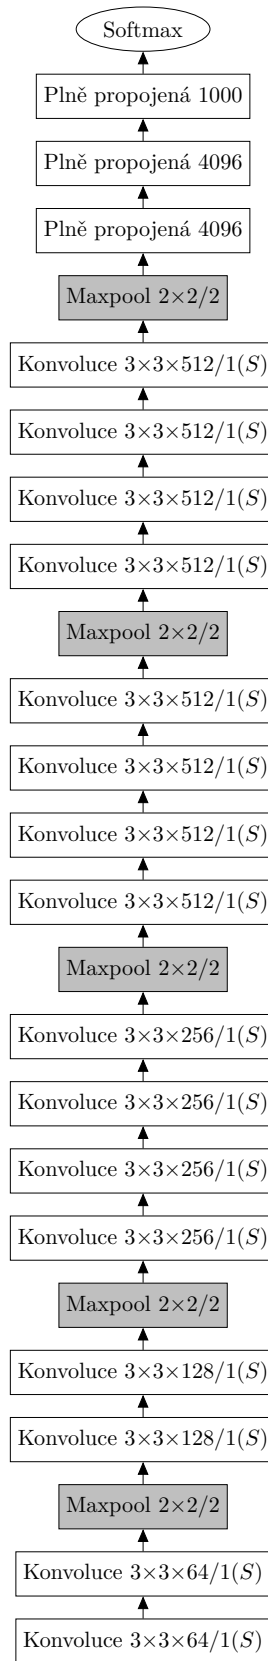 Softmax
Plně propojená 1000
Plně propojená 4096
Plně propojená 4096
Maxpool 2×2/2
Konvoluce 3×3×512/1(S)
Konvoluce 3×3×512/1(S)
Konvoluce 3×3×512/1(S)
Konvoluce 3×3×512/1(S)
Maxpool 2×2/2
Konvoluce 3×3×512/1(S)
Konvoluce 3×3×512/1(S)
Konvoluce 3×3×512/1(S)
Konvoluce 3×3×512/1(S)
Maxpool 2×2/2
Konvoluce 3×3×256/1(S)
Konvoluce 3×3×256/1(S)
Konvoluce 3×3×256/1(S)
Konvoluce 3×3×256/1(S)
Maxpool 2×2/2
Konvoluce 3×3×128/1(S)
Konvoluce 3×3×128/1(S)
Maxpool 2×2/2
Konvoluce 3×3×64/1(S)
Konvoluce 3×3×64/1(S)